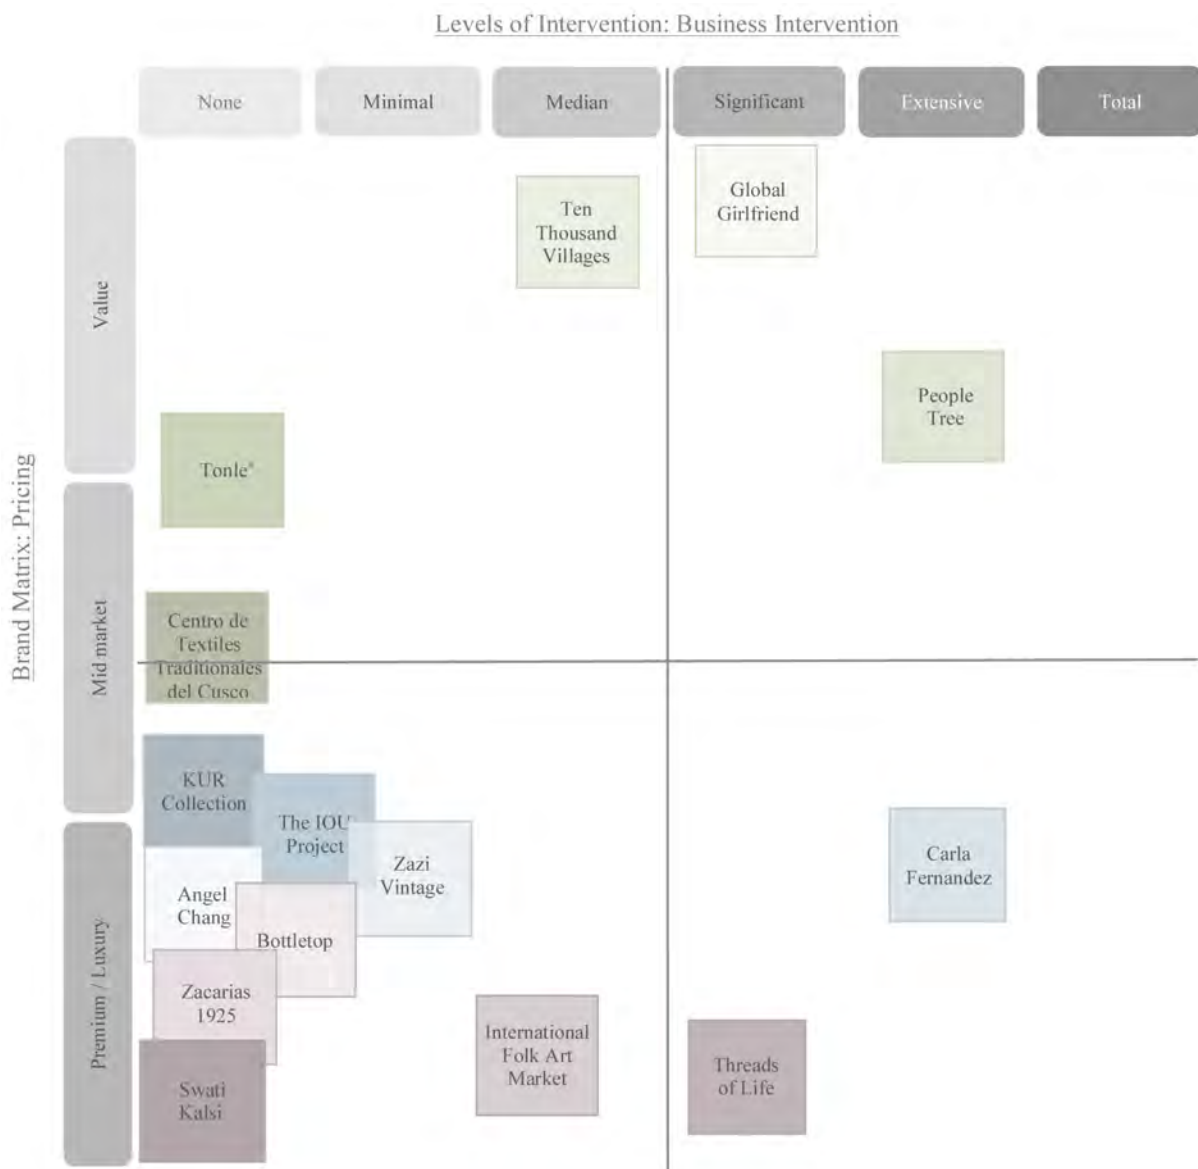 Levels of Intervention: Business Intervention
None
Minimal
Median
Significant
Extensive
Total
Brand Matrix: Pricing
Value
Mid market
Premium / Luxury
Ten
Thousand
Villages
Global
Girlfriend
People
Tree
Tonle*
Centro de
Textiles
Traditionales
del Cusco
KUR
Collection
The IOU
Project
Zazi
Vintage
Carla
Fernandez
Angel
Chang
Bottletop
Zacarias
1925
International
Folk Art
Market
Threads
of Life
Swati
Kalsi